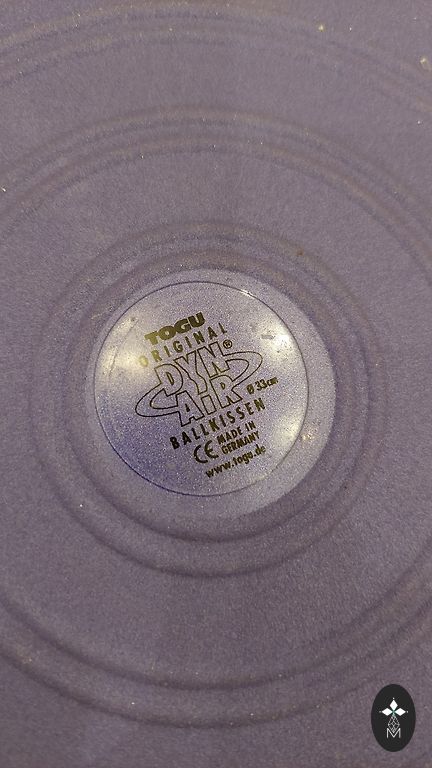 TOGU
ORIGINAL
DYN®
AiR Ø 33cm
BALLKISSEN
CE MADE IN
GERMANY
www.togu.de
M